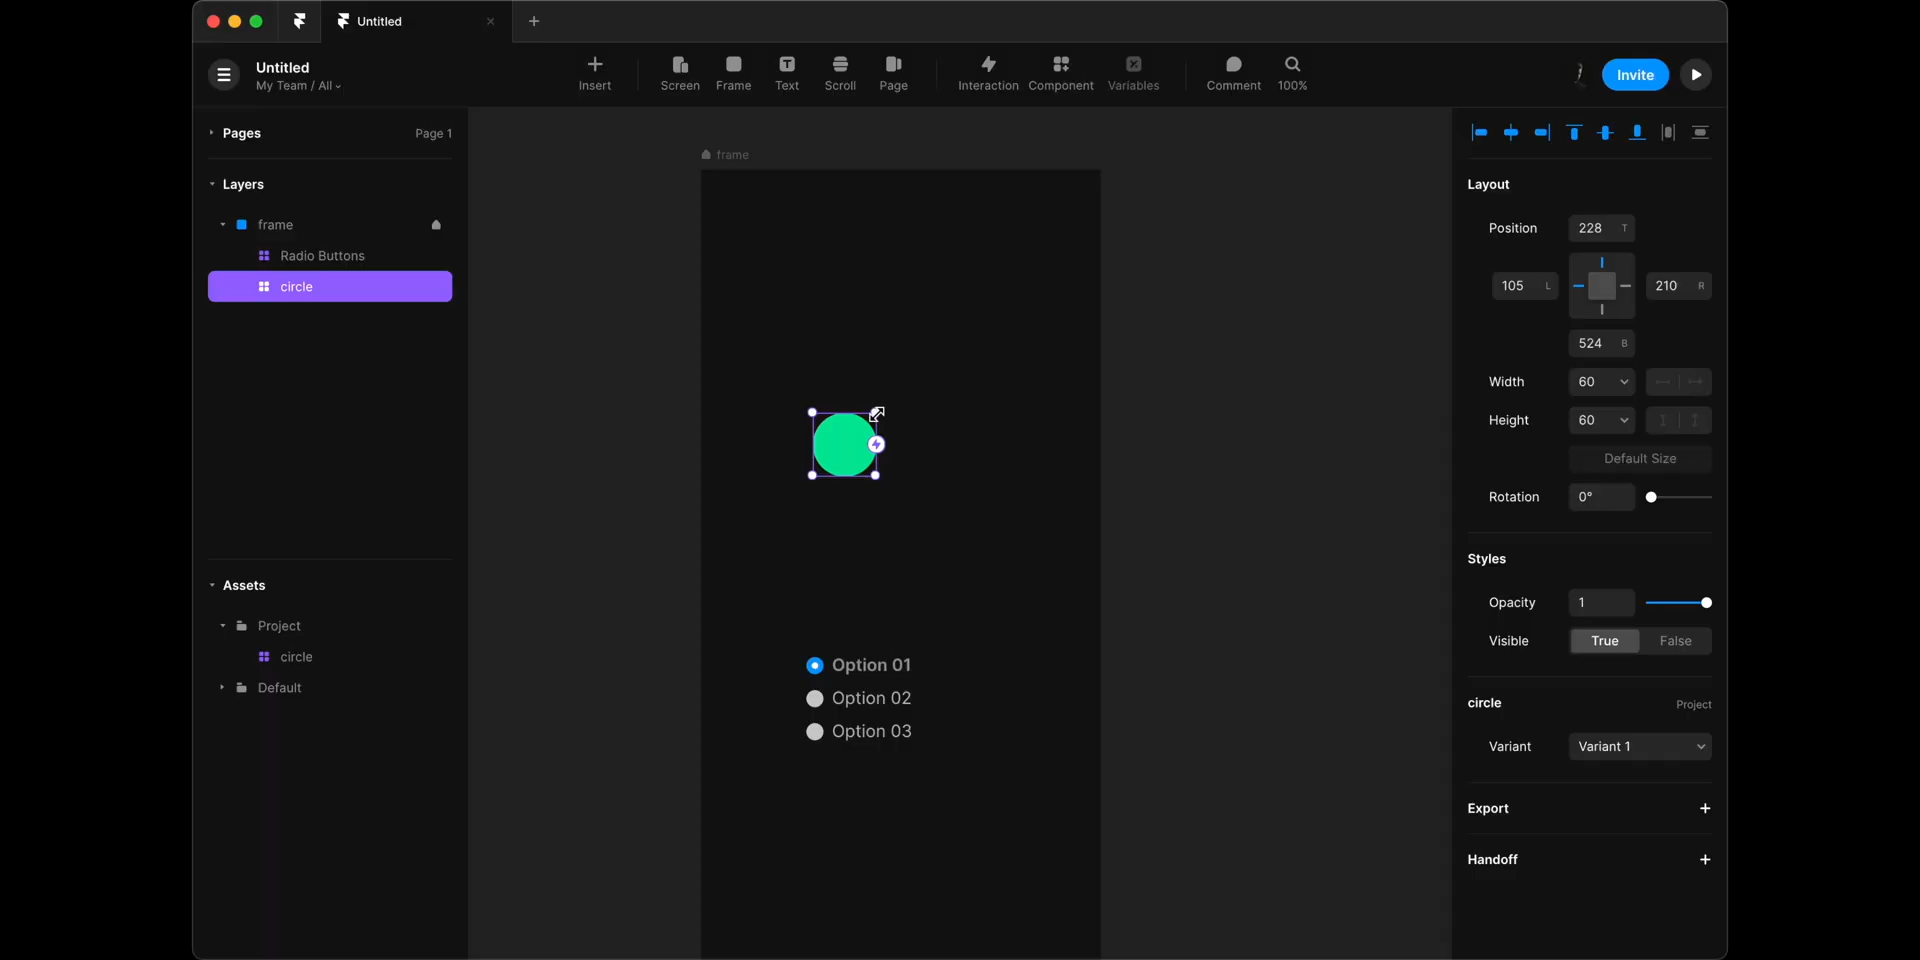 Untitled
Untitled
My Team / All
Insert
Screen
Frame
Text
Scroll
Page
Interaction
Component
Variables
Comment
100%
Invite
Pages
Page 1
Layers
frame
Radio Buttons
circle
Assets
Project
circle
Default
frame
Option 01
Option 02
Option 03
Layout
Position
228 T
105 L
210 R
524 B
Width
60
Height
60
Default Size
Rotation
0°
Styles
Opacity
1
Visible
True
False
circle
Project
Variant
Variant 1
Export
Handoff